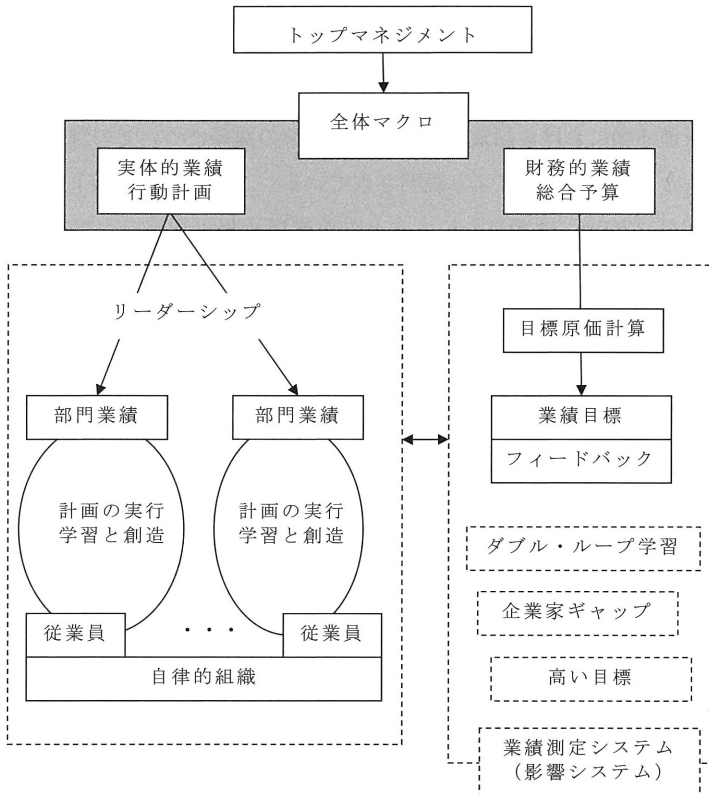 トップマネジメント
全体マクロ
実体的業績
行動計画
財務的業績
総合予算
リーダーシップ
部門業績
部門業績
計画の実行
学習と創造
計画の実行
学習と創造
従業員
・・・
従業員
自律的組織
目標原価計算
業績目標
フィードバック
ダブル・ループ学習
企業家ギャップ
高い目標
業績測定システム
（影響システム）